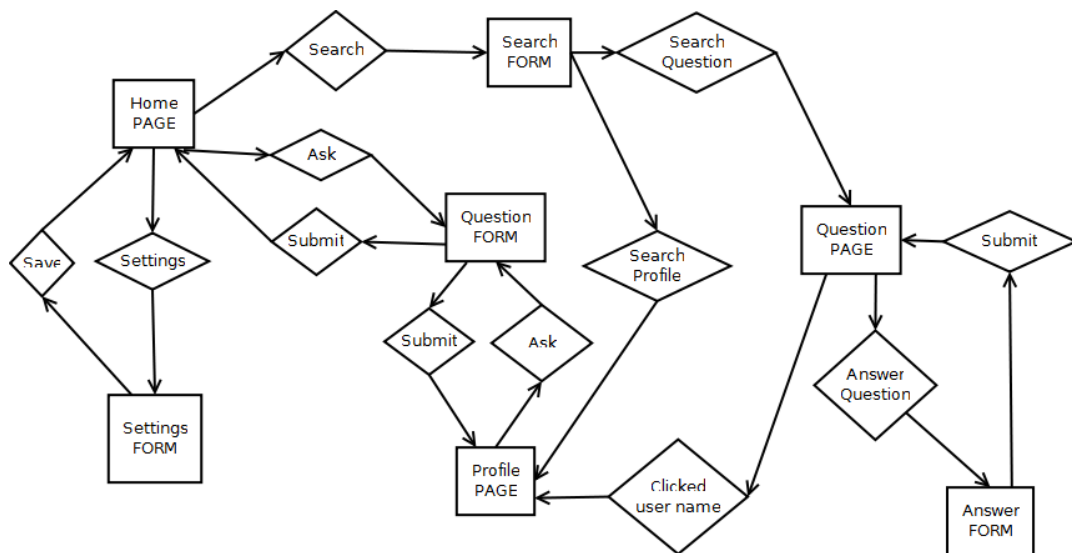 Search
Search
FORM
Search
Question
Home
PAGE
Ask
Question
FORM
Submit
Question
PAGE
Submit
Save
Settings
Search
Profile
Submit
Ask
Answer
Question
Settings
FORM
Profile
PAGE
Clicked
user name
Answer
FORM